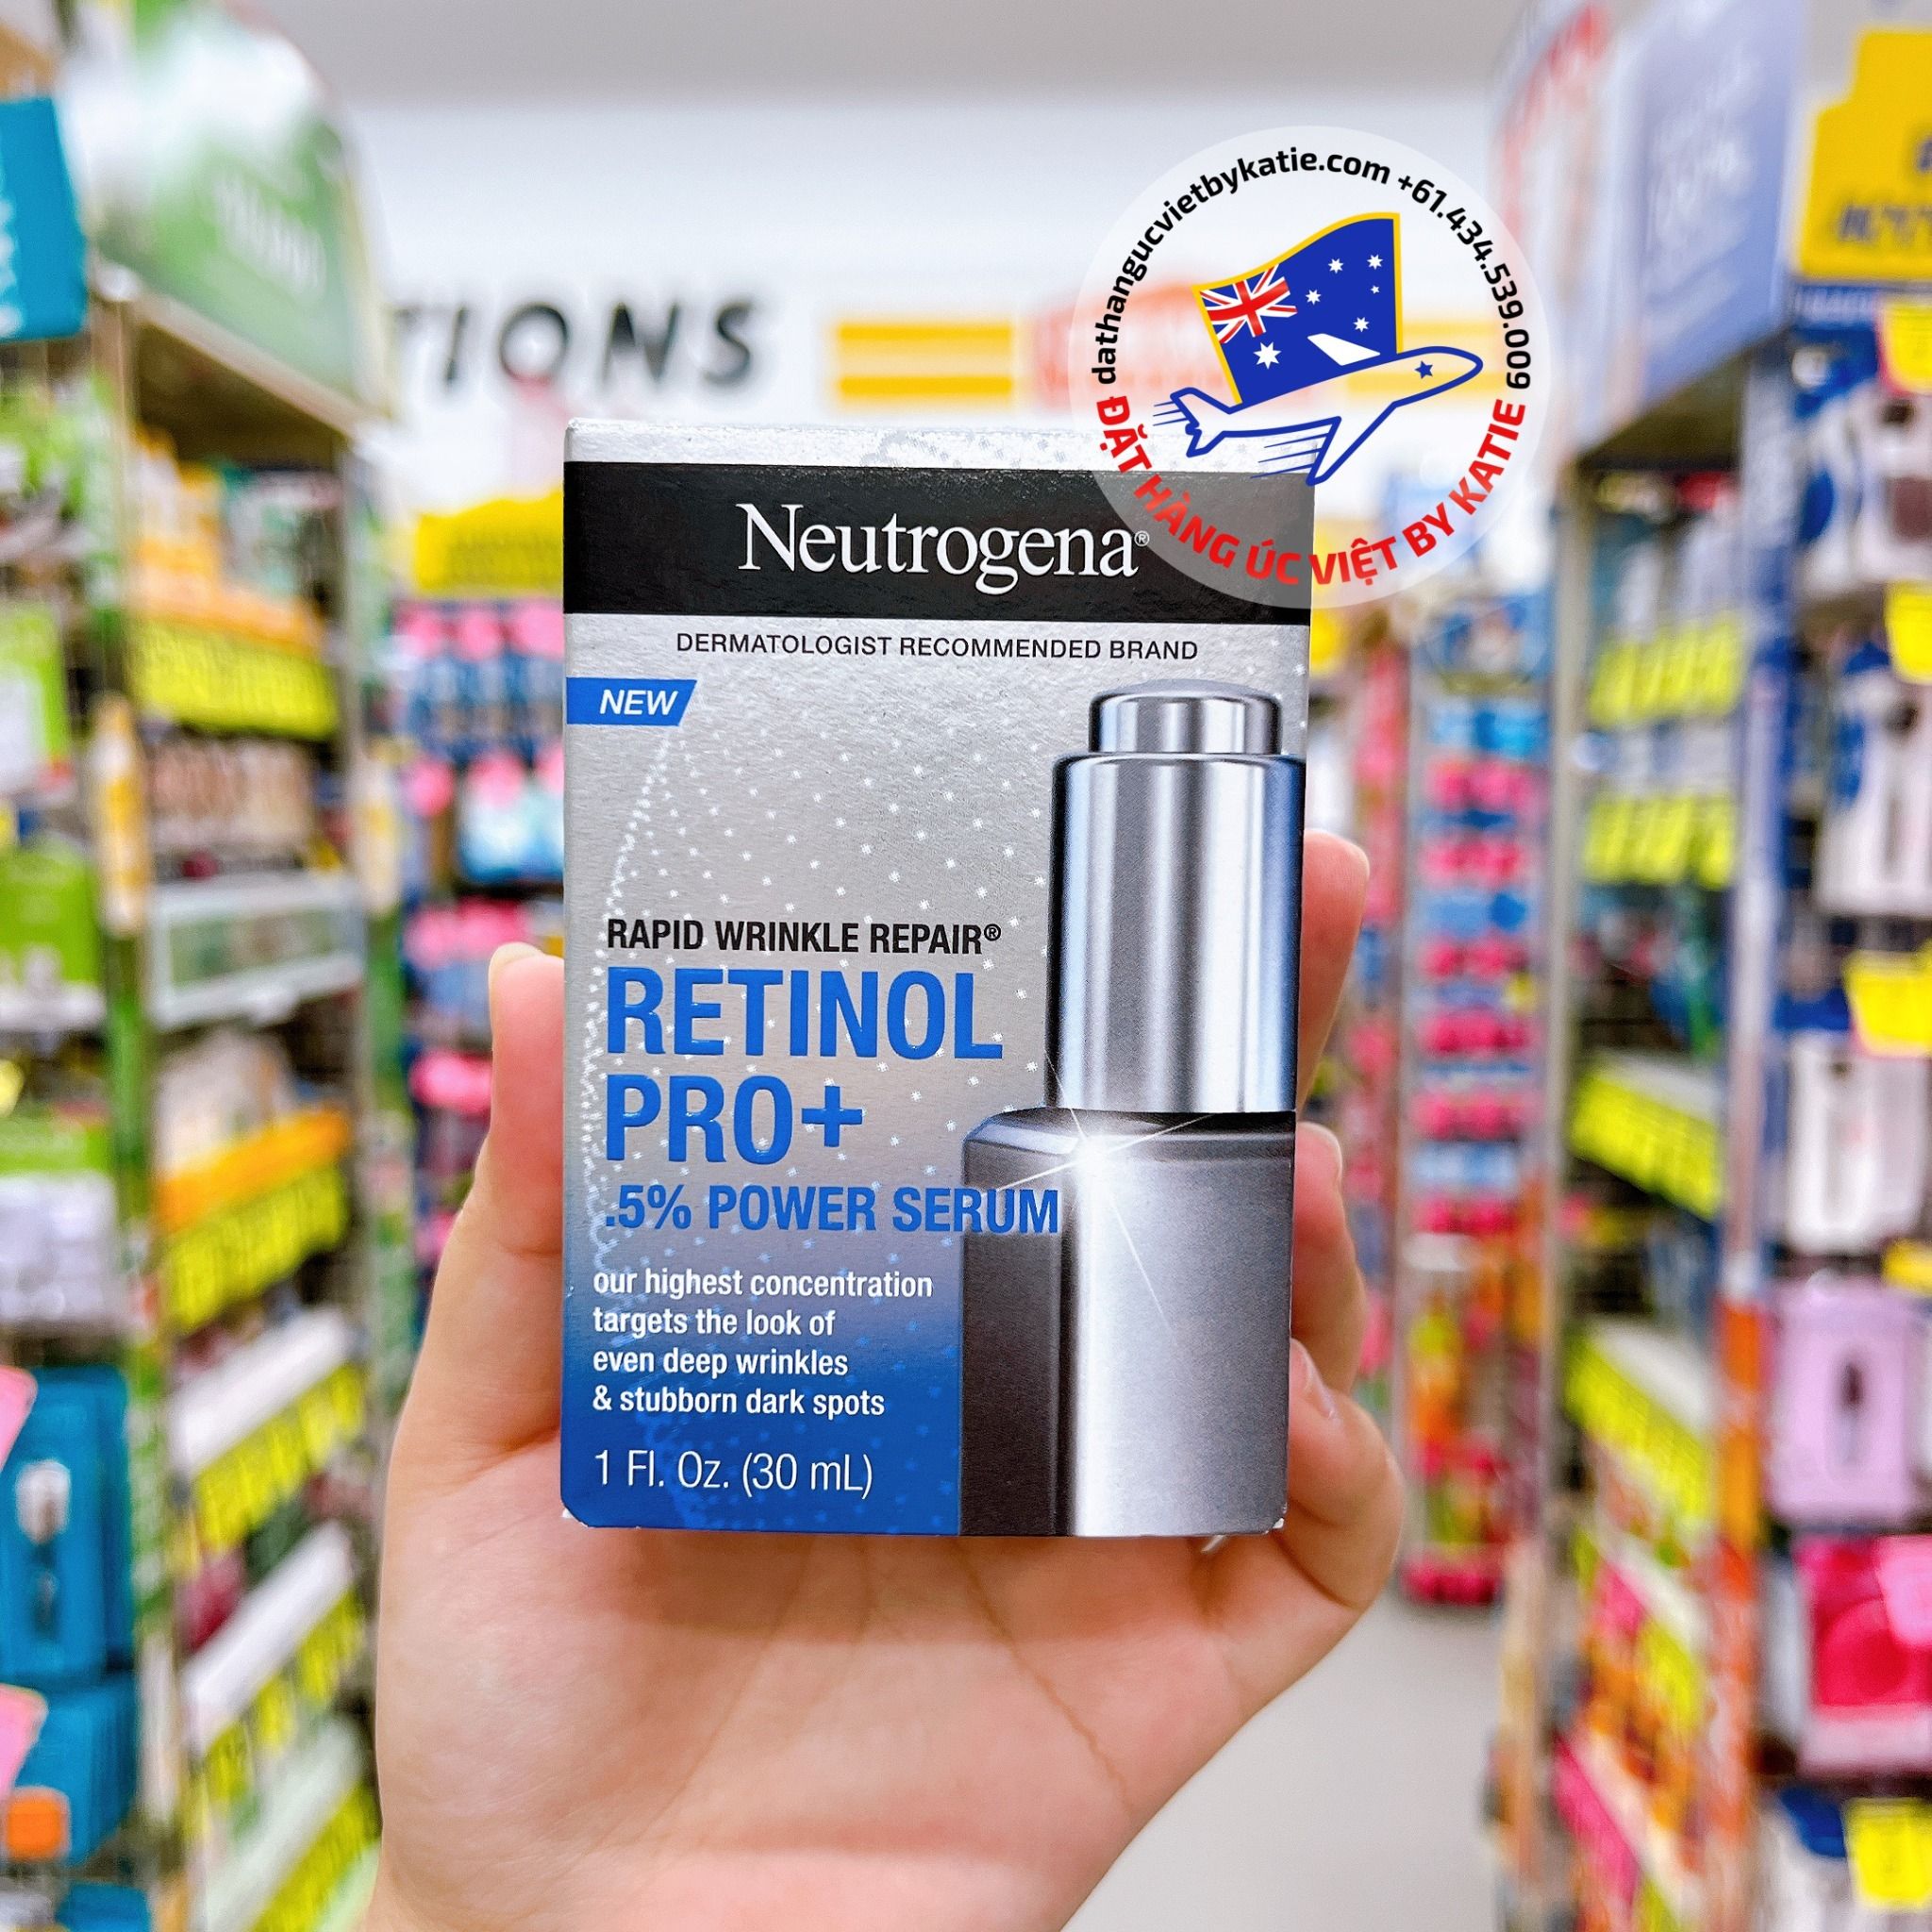 dathangucvietbykatie.com +61.434.539.009
ĐẶT HÀNG ÚC VIỆT BY KATIE
TIONS
Neutrogena®
DERMATOLOGIST RECOMMENDED BRAND
NEW
RAPID WRINKLE REPAIR®
RETINOL
PRO+
.5% POWER SERUM
our highest concentration
targets the look of
even deep wrinkles
& stubborn dark spots
1 Fl. Oz. (30 mL)